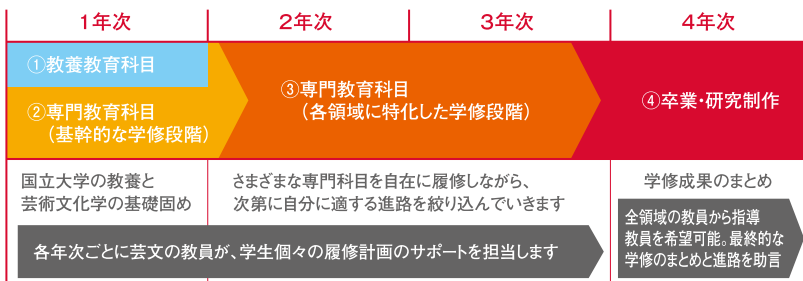 1年次
2年次
3年次
4年次
①教養教育科目
②専門教育科目
（基幹的な学修段階）
③専門教育科目
（各領域に特化した学修段階）
④卒業・研究制作
国立大学の教養と
芸術文化学の基礎固め
さまざまな専門科目を自在に履修しながら、
次第に自分に適する進路を絞り込んでいきます
学修成果のまとめ
各年次ごとに芸文の教員が、学生個々の履修計画のサポートを担当します
全領域の教員から指導
教員を希望可能。最終的な
学修のまとめと進路を助言